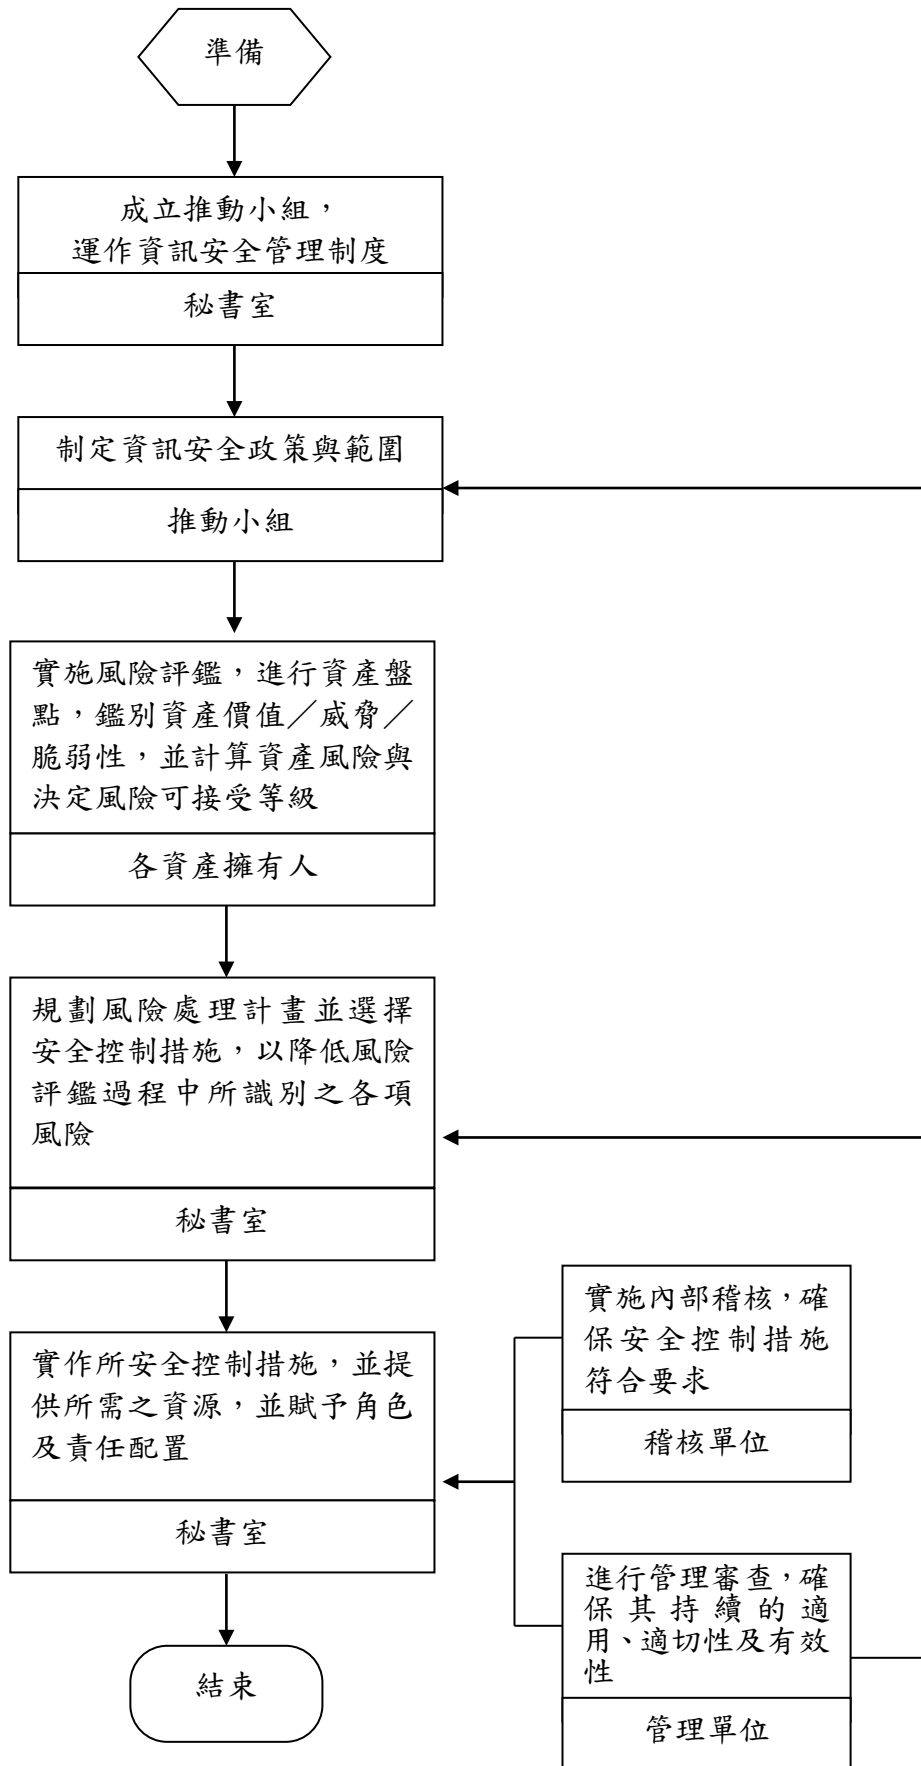 準備
成立推動小組，
運作資訊安全管理制度
秘書室
制定資訊安全政策與範圍
推動小組
實施風險評鑑，進行資產盤
點，鑑別資產價值／威脅／
脆弱性，並計算資產風險與
決定風險可接受等級
各資產擁有人
規劃風險處理計畫並選擇
安全控制措施，以降低風險
評鑑過程中所識別之各項
風險
秘書室
實作所安全控制措施，並提
供所需之資源，並賦予角色
及責任配置
秘書室
結束
實施內部稽核，確
保安全控制措施
符合要求
稽核單位
進行管理審查，確
保其持續的適
用、適切性及有效
性
管理單位